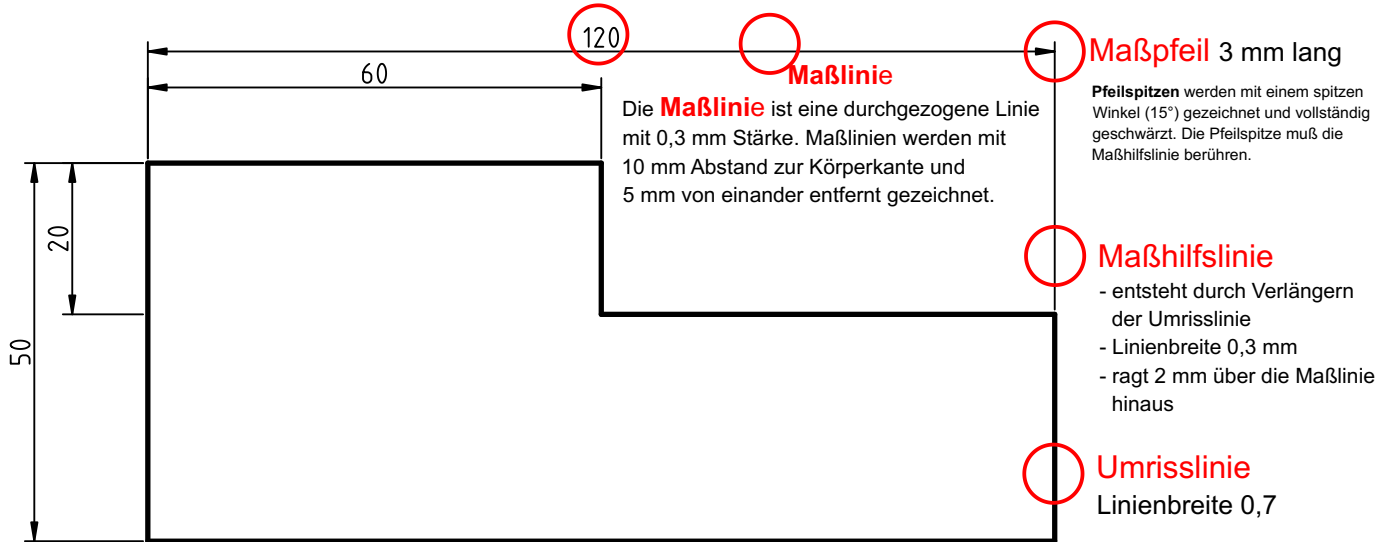 120
60
Maßlinie
Die Maßlinie ist eine durchgezogene Linie
mit 0,3 mm Stärke. Maßlinien werden mit
10 mm Abstand zur Körperkante und
5 mm von einander entfernt gezeichnet.
Maßpfeil 3 mm lang
Pfeilspitzen werden mit einem spitzen
Winkel (15°) gezeichnet und vollständig
geschwärzt. Die Pfeilspitze muß die
Maßhilfslinie berühren.
20
50
Maßhilfslinie
- entsteht durch Verlängern
der Umrisslinie
- Linienbreite 0,3 mm
- ragt 2 mm über die Maßlinie
hinaus
Umrisslinie
Linienbreite 0,7